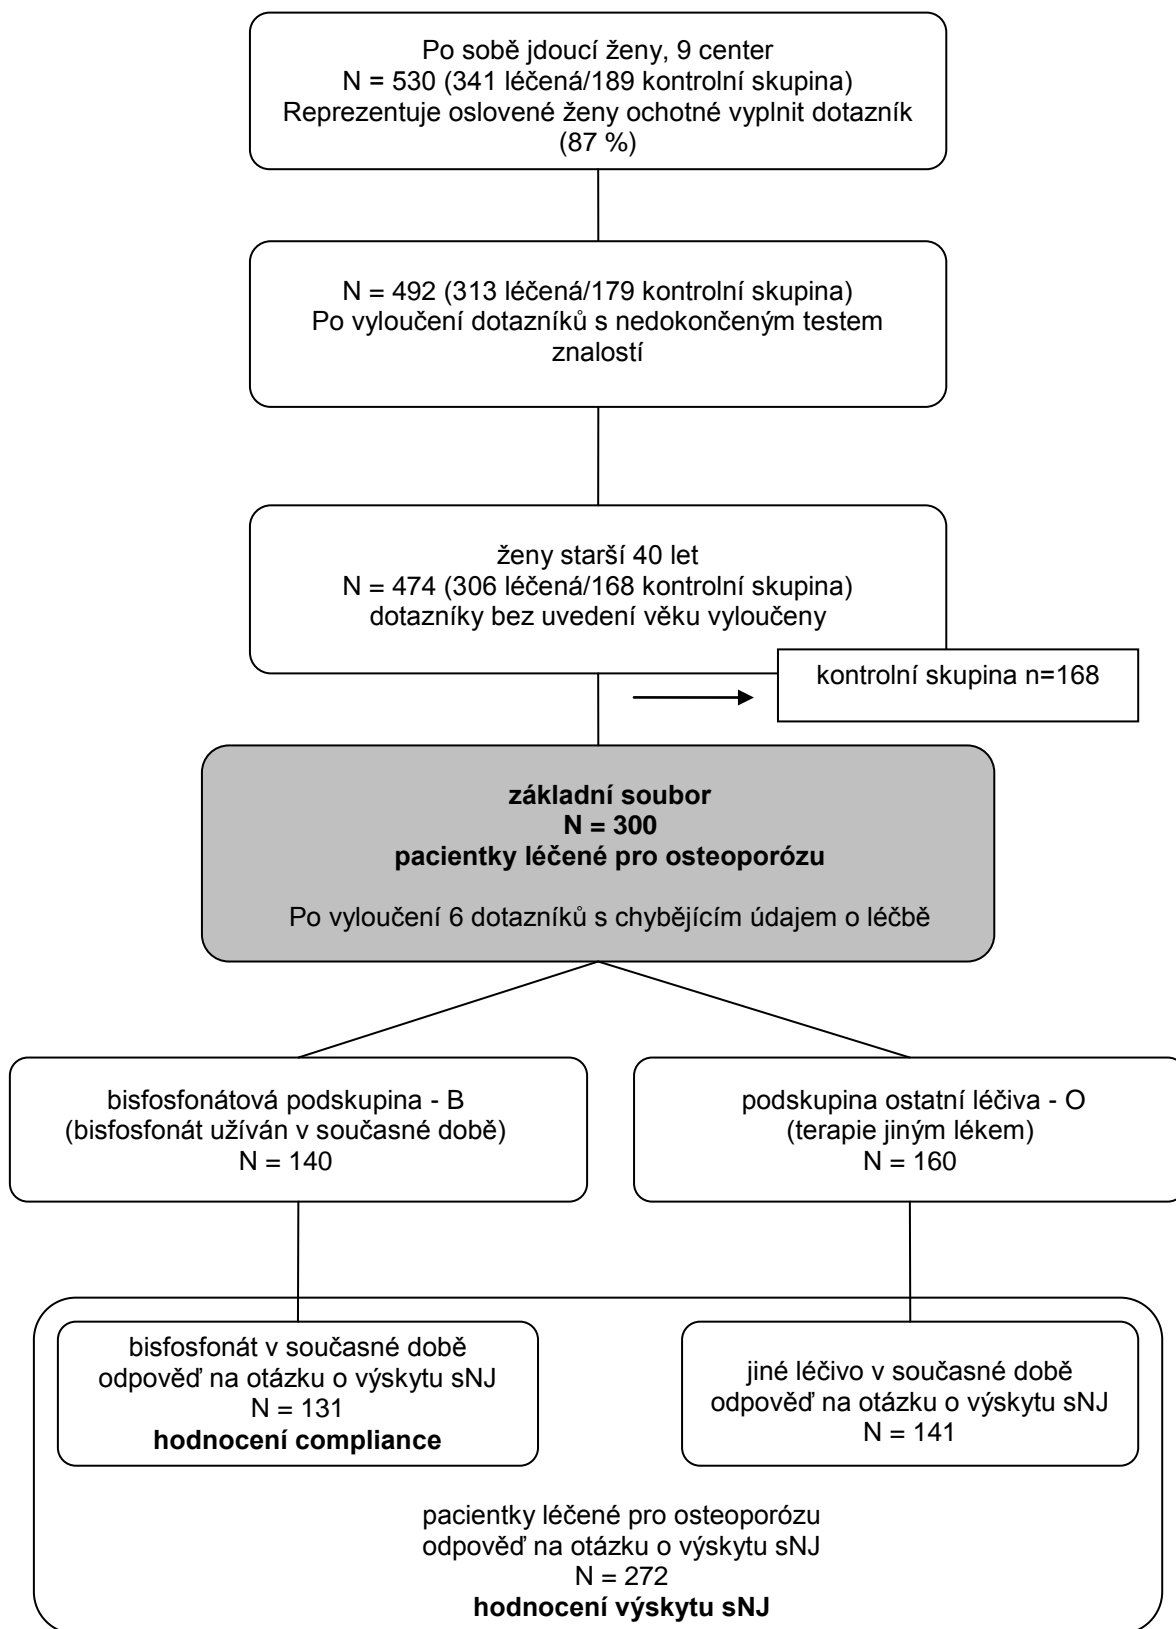 Po sobě jdoucí ženy, 9 center
N = 530 (341 léčená/189 kontrolní skupina)
Reprezentuje oslovené ženy ochotné vyplnit dotazník
(87 %)
N = 492 (313 léčená/179 kontrolní skupina)
Po vyloučení dotazníků s nedokončeným testem
znalostí
ženy starší 40 let
N = 474 (306 léčená/168 kontrolní skupina)
dotazníky bez uvedení věku vyloučeny
kontrolní skupina n=168
základní soubor
N = 300
pacientky léčené pro osteoporózu
Po vyloučení 6 dotazníků s chybějícím údajem o léčbě
bisfosfonátová podskupina - B
(bisfosfonát užíván v současné době)
N = 140
podskupina ostatní léčiva - O
(terapie jiným lékem)
N = 160
bisfosfonát v současné době
odpověď na otázku o výskytu sNJ
N = 131
hodnocení compliance
jiné léčivo v současné době
odpověď na otázku o výskytu sNJ
N = 141
pacientky léčené pro osteoporózu
odpověď na otázku o výskytu sNJ
N = 272
hodnocení výskytu sNJ